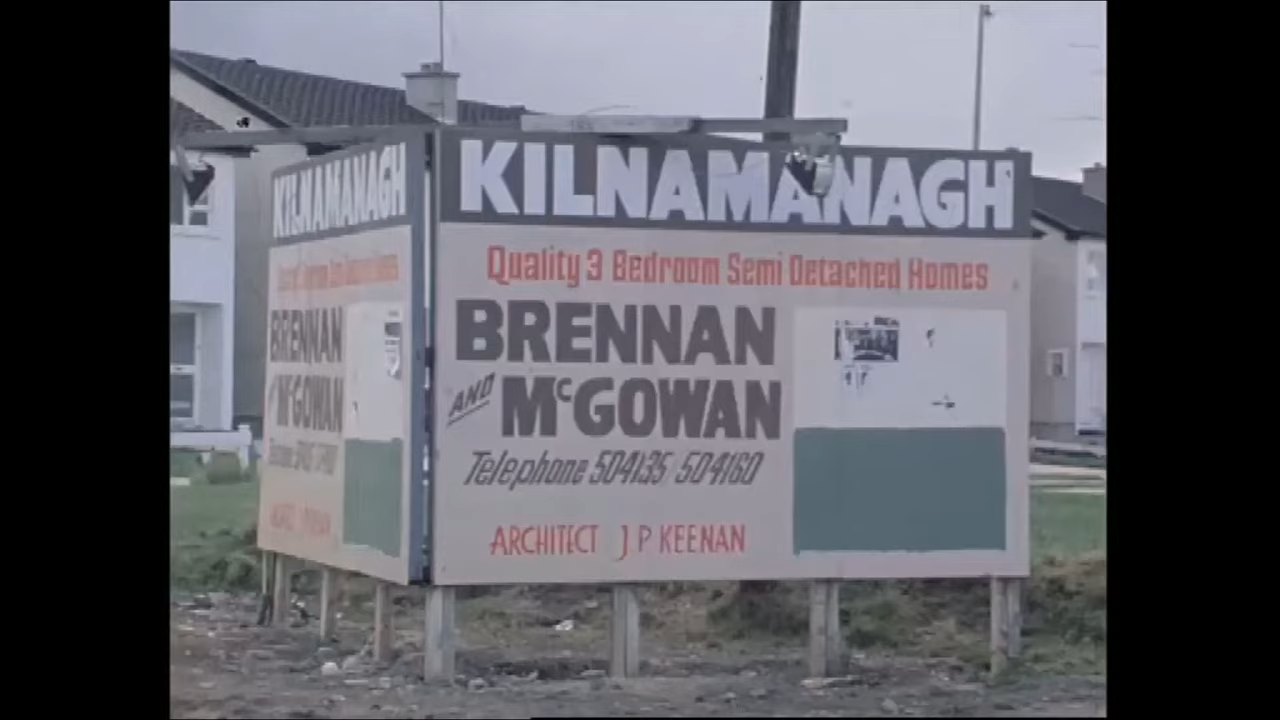 KILNAMANAGH
Quality 3 Bedroom Semi Detached Homes
BRENNAN
AND McGOWAN
Telephone 504135/504160
ARCHITECT J P KEENAN
KILNAMANAGH
BRENNAN
McGOWAN